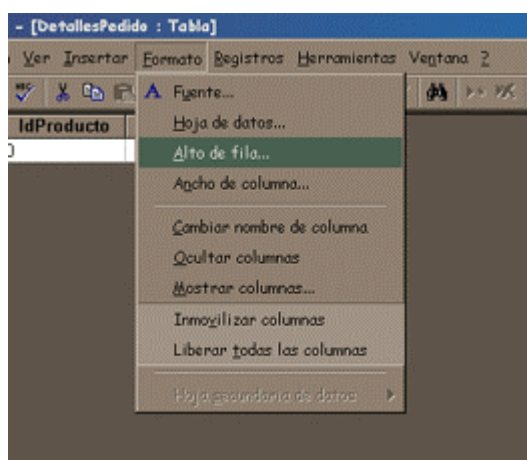 - [DetallesPedido : Tabla]
Ver Insertar Formato Registros Herramientas Ventana ?
IdProducto
Fuente...
Hoja de datos...
Alto de fila...
Ancho de columna...
Cambiar nombre de columna
Ocultar columnas
Mostrar columnas...
Inmovilizar columnas
Liberar todas las columnas
Hoja secundaria de datos